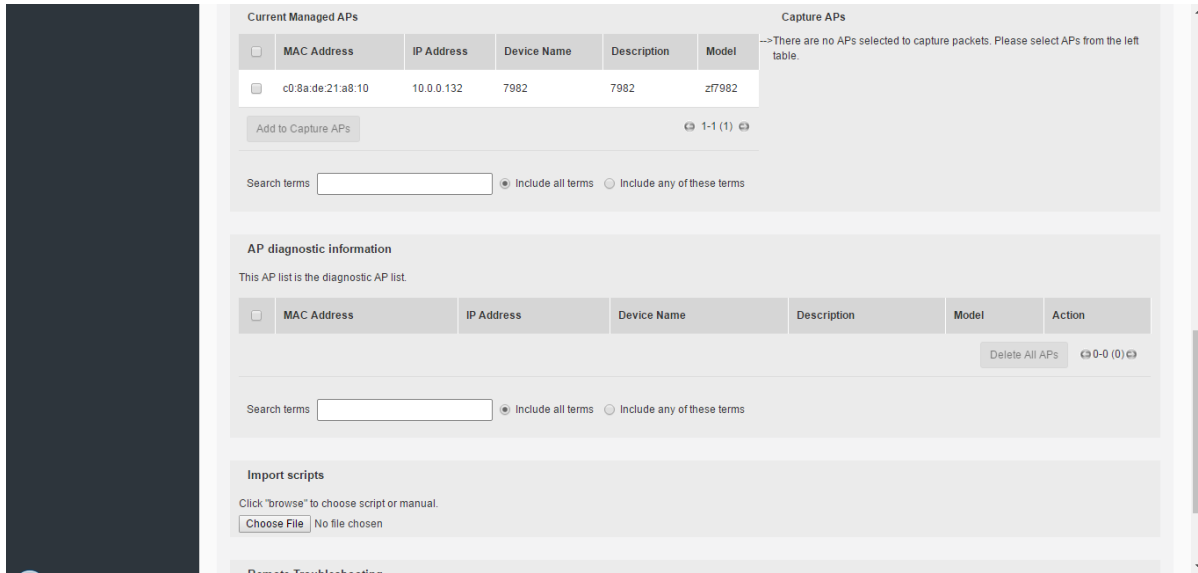 Current Managed APs
Capture APs
MAC Address IP Address Device Name Description Model
-->There are no APs selected to capture packets. Please select APs from the left
table.
c0:8a:de:21:a8:10 10.0.0.132 7982 7982 zf7982
Add to Capture APs 1-1 (1)
Search terms Include all terms Include any of these terms
AP diagnostic information
This AP list is the diagnostic AP list.
MAC Address IP Address Device Name Description Model Action
Delete All APs 0-0 (0)
Search terms Include all terms Include any of these terms
Import scripts
Click "browse" to choose script or manual.
Choose File No file chosen
Remote Troubleshooting